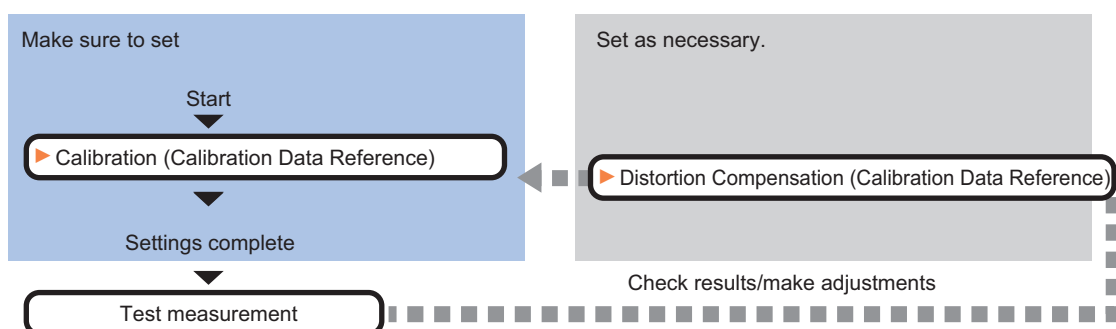 Make sure to set
Start
Calibration (Calibration Data Reference)
Settings complete
Test measurement
Set as necessary.
Distortion Compensation (Calibration Data Reference)
Check results/make adjustments